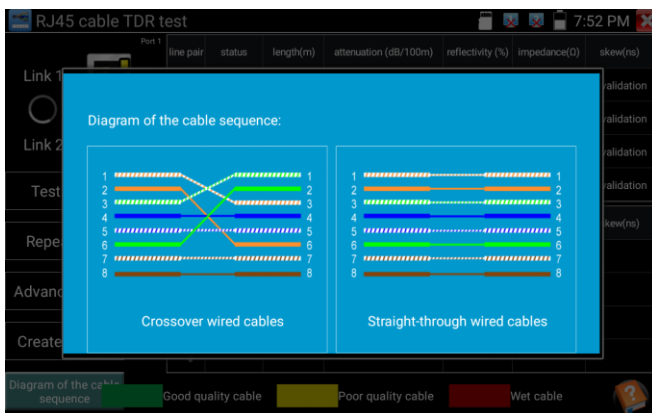 RJ45 cable TDR test
7:52 PM
Port 1
line pair status length(m) attenuation (dB/100m) reflectivity (%) impedance(Ω) skew(ns)
Link 1
validation
Diagram of the cable sequence:
validation
Link 2
validation
1 1 1 1
2 2 2 2
Test
validation
3 3 3 3
4 4 4 4
skew(ns)
5 5 5 5
6 6 6 6
7 7 7 7
8 8 8 8
Crossover wired cables Straight-through wired cables
Create
Diagram of the cable
sequence
Good quality cable Poor quality cable Wet cable